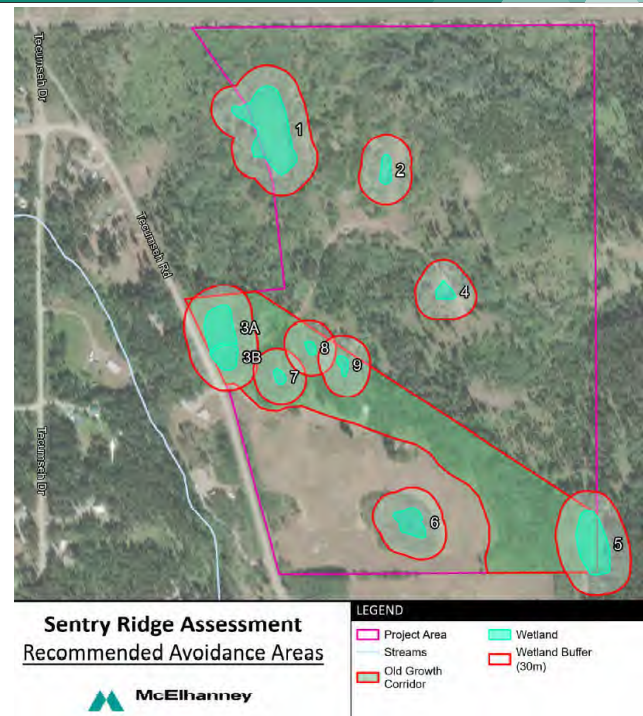 Tecumseh Dr
Tecumseh Rd
Tecumseh Dr
1
2
4
3A
3B
8
9
7
6
5
Sentry Ridge Assessment
Recommended Avoidance Areas
McElhanney
LEGEND
Project Area
Streams
Old Growth
Corridor
Wetland
Wetland Buffer
(30m)